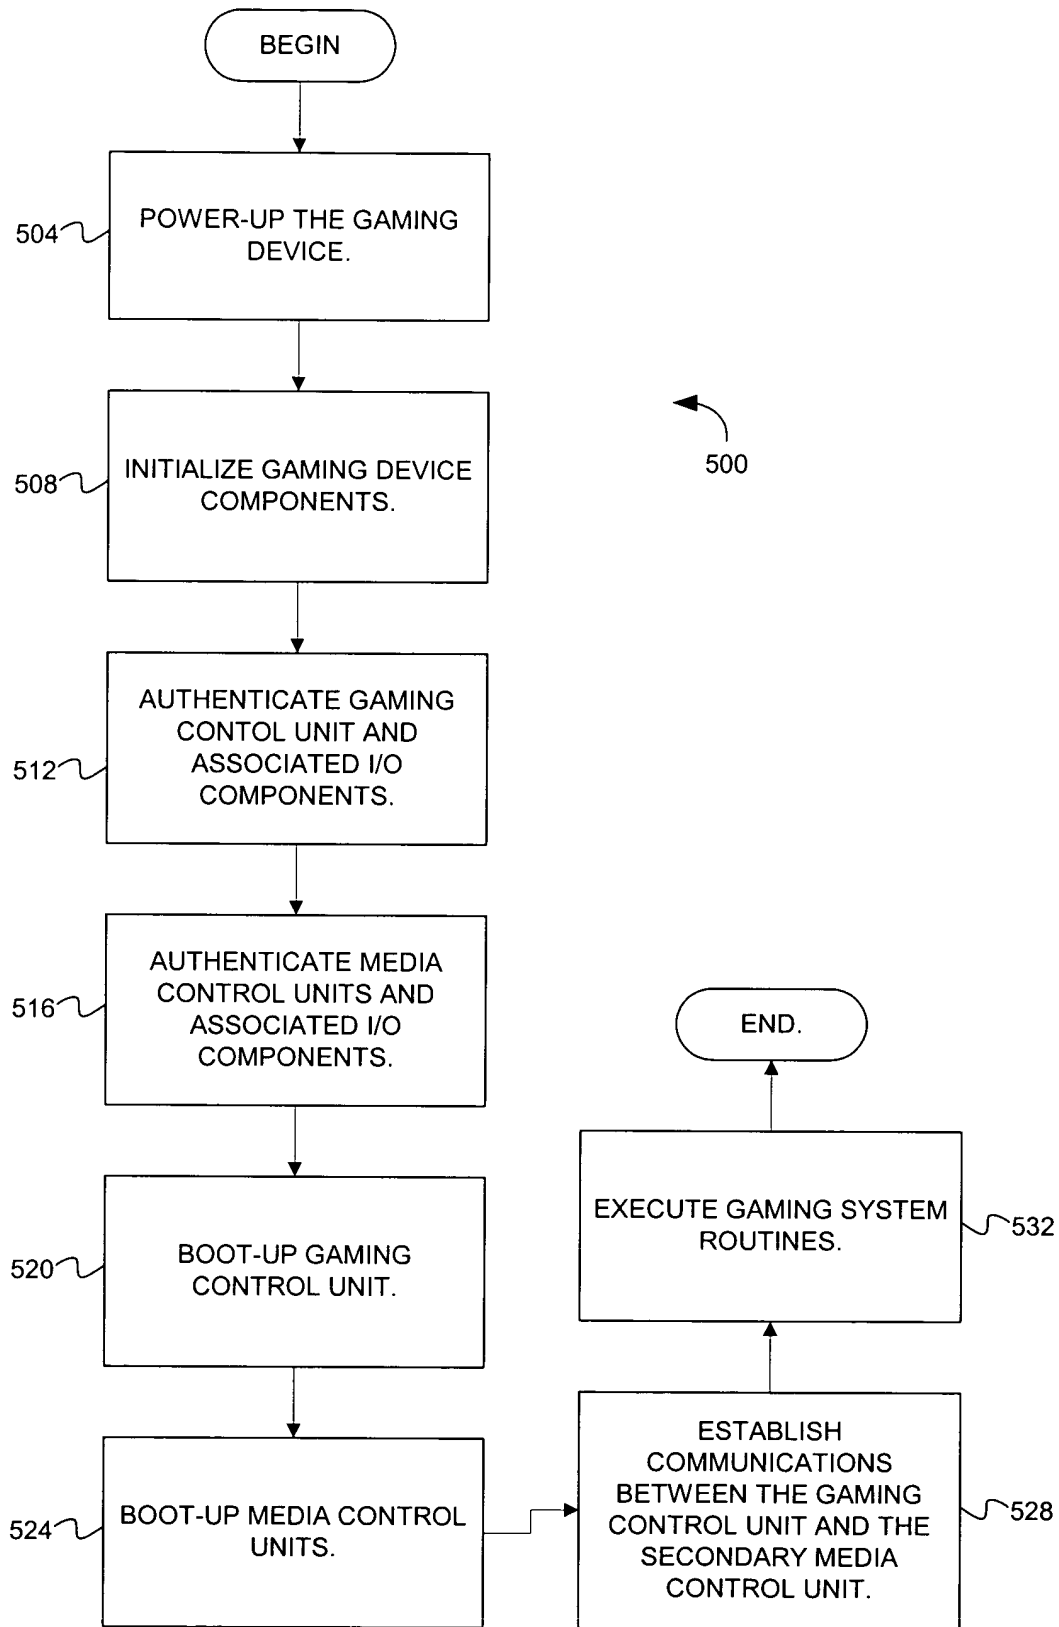 BEGIN
504
POWER-UP THE GAMING
DEVICE.
508
INITIALIZE GAMING DEVICE
COMPONENTS.
500
512
AUTHENTICATE GAMING
CONTOL UNIT AND
ASSOCIATED I/O
COMPONENTS.
516
AUTHENTICATE MEDIA
CONTROL UNITS AND
ASSOCIATED I/O
COMPONENTS.
520
BOOT-UP GAMING
CONTROL UNIT.
524
BOOT-UP MEDIA CONTROL
UNITS.
ESTABLISH
COMMUNICATIONS
BETWEEN THE GAMING
CONTROL UNIT AND THE
SECONDARY MEDIA
CONTROL UNIT.
528
EXECUTE GAMING SYSTEM
ROUTINES.
532
END.